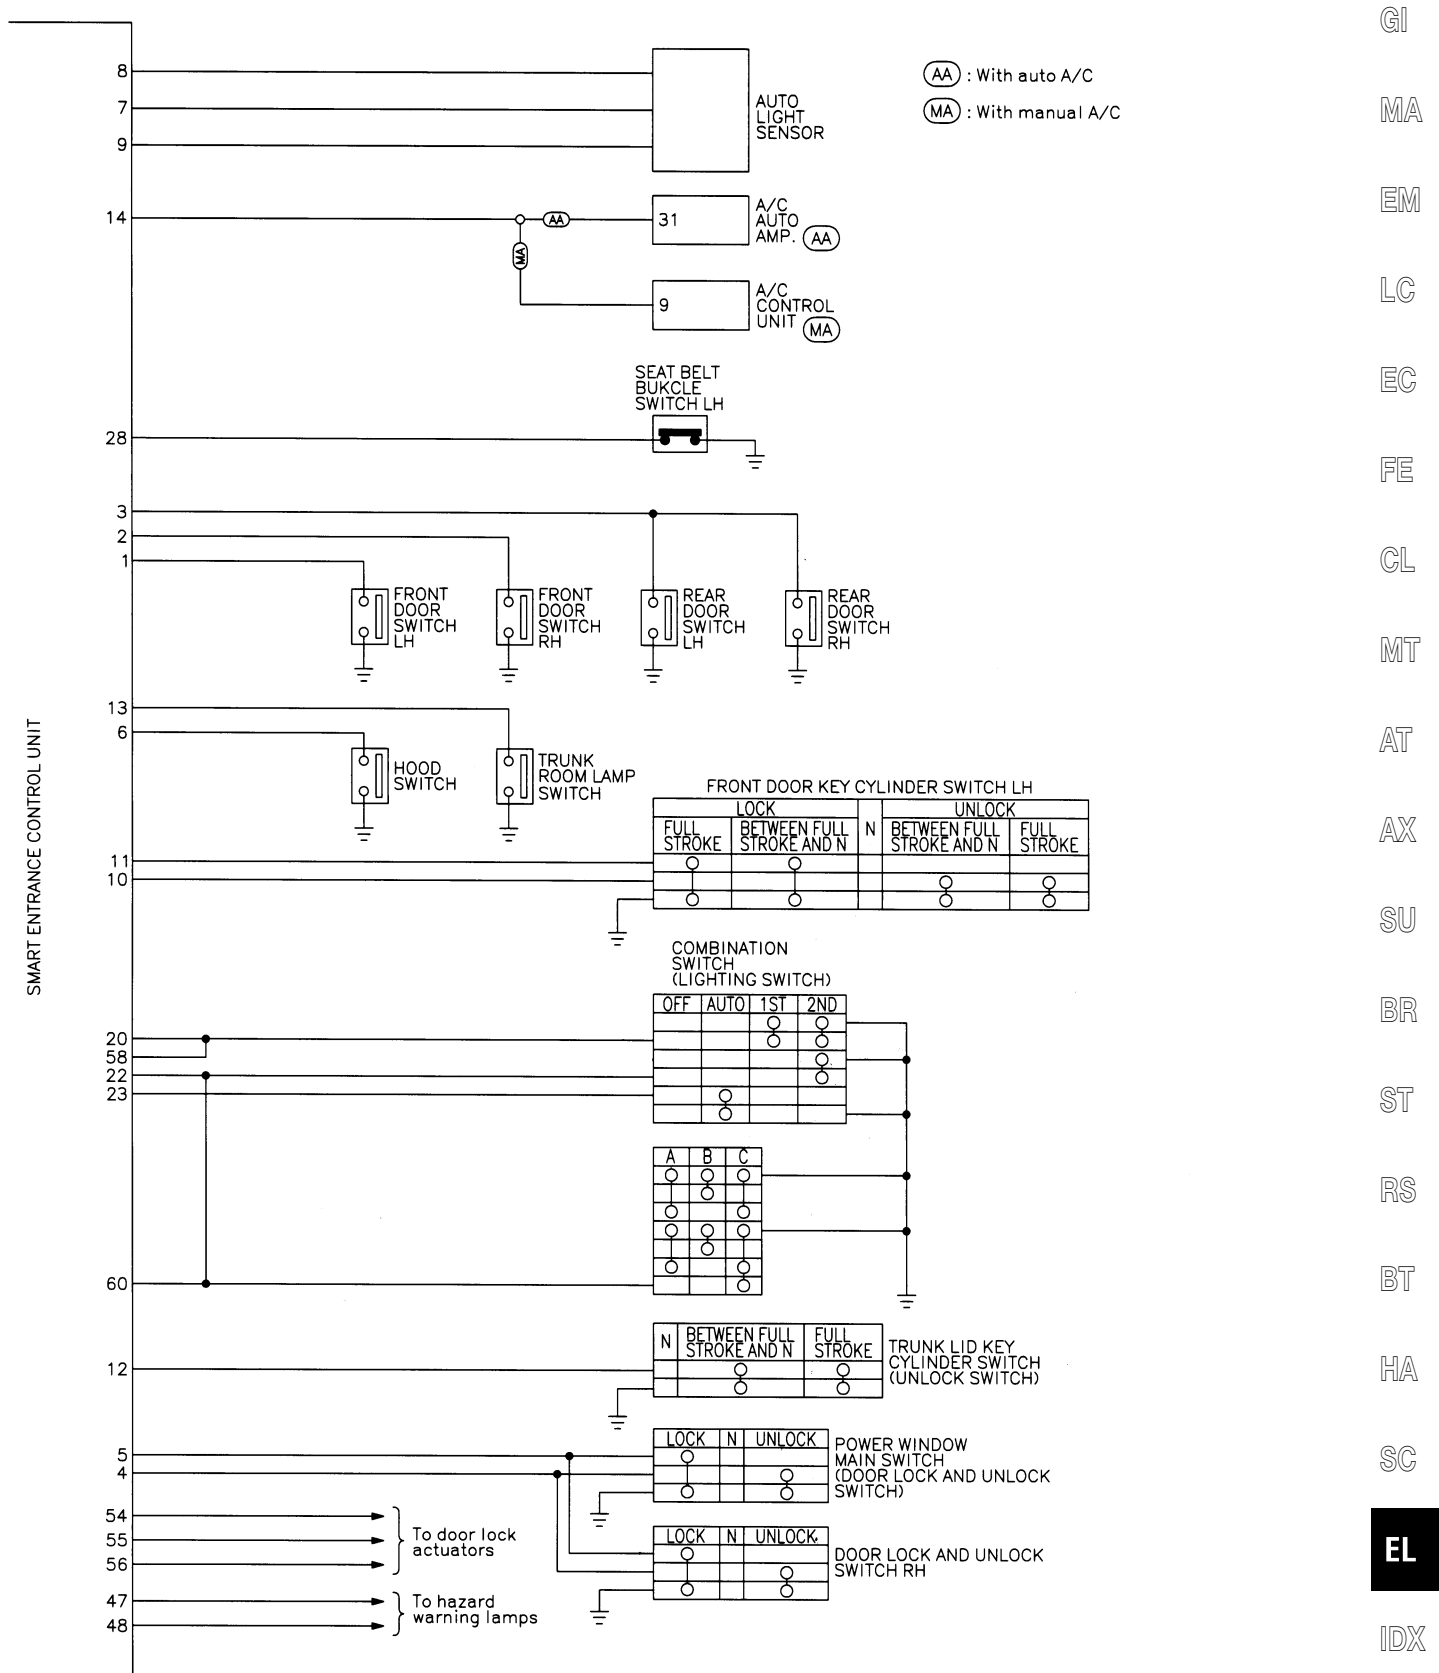 GI
MA
EM
LC
EC
FE
CL
MT
AT
AX
SU
BR
ST
RS
BT
HA
SC
EL
IDX
SMART ENTRANCE CONTROL UNIT
8
7
9
AUTO
LIGHT
SENSOR
AA : With auto A/C
MA : With manual A/C
14
AA
MA
31
A/C
AUTO
AMP. AA
9
A/C
CONTROL
UNIT MA
SEAT BELT
BUKCLE
SWITCH LH
28
3
2
1
FRONT
DOOR
SWITCH
LH
FRONT
DOOR
SWITCH
RH
REAR
DOOR
SWITCH
LH
REAR
DOOR
SWITCH
RH
13
6
HOOD
SWITCH
TRUNK
ROOM LAMP
SWITCH
FRONT DOOR KEY CYLINDER SWITCH LH
LOCK N UNLOCK
FULL
STROKE
BETWEEN FULL
STROKE AND N
BETWEEN FULL
STROKE AND N
FULL
STROKE
11
10
COMBINATION
SWITCH
(LIGHTING SWITCH)
OFF AUTO 1ST 2ND
20
58
22
23
A B C
60
N
BETWEEN FULL
STROKE AND N
FULL
STROKE
TRUNK LID KEY
CYLINDER SWITCH
(UNLOCK SWITCH)
12
LOCK N UNLOCK
POWER WINDOW
MAIN SWITCH
(DOOR LOCK AND UNLOCK
SWITCH)
5
4
LOCK N UNLOCK
DOOR LOCK AND UNLOCK
SWITCH RH
54
55
56
To door lock
actuators
47
48
To hazard
warning lamps